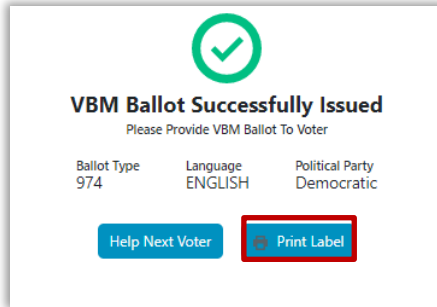 VBM Ballot Successfully Issued
Please Provide VBM Ballot To Voter
Ballot Type Language Political Party
974 ENGLISH Democratic
Help Next Voter Print Label